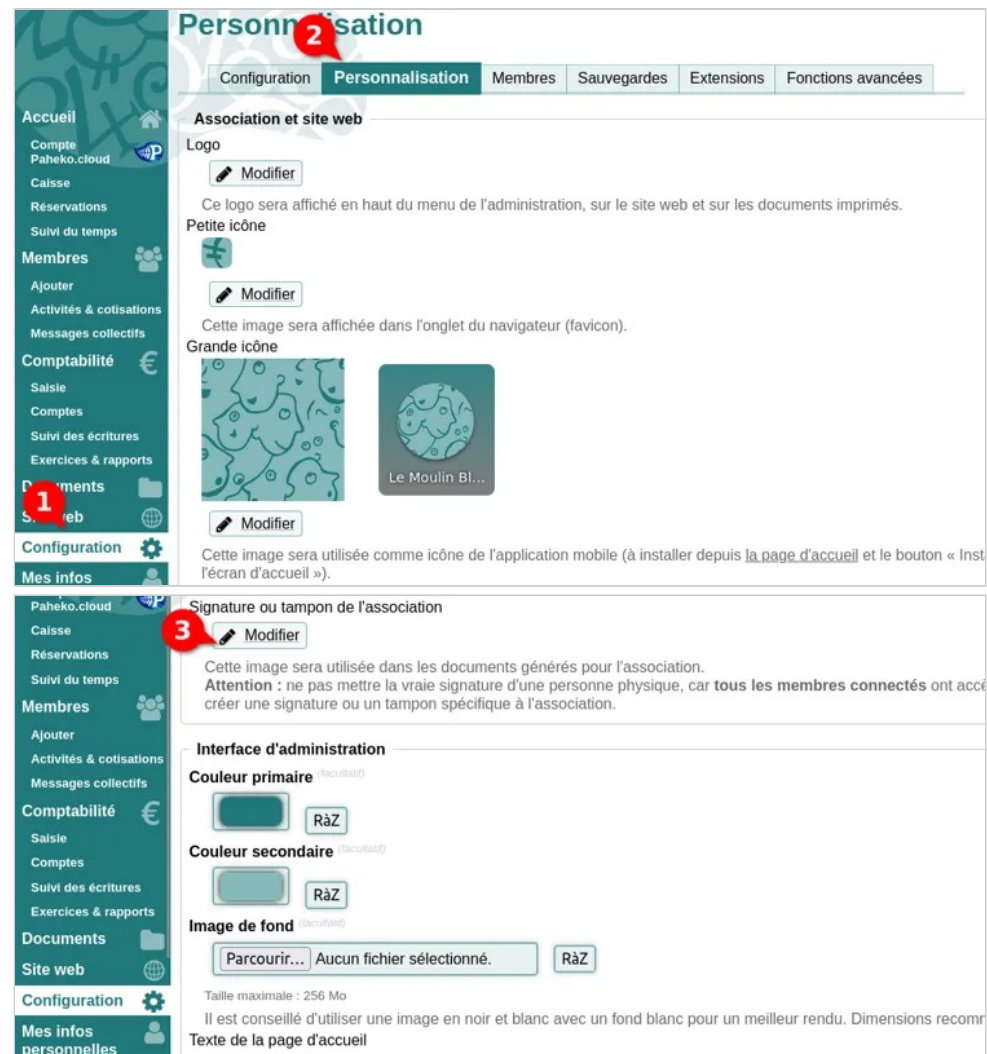 Personnalisation
2
Configuration Personnalisation Membres Sauvegardes Extensions Fonctions avancées
Accueil
Compte
Paheko.cloud
P
Caisse
Réservations
Suivi du temps
Membres
Ajouter
Activités & cotisations
Messages collectifs
Comptabilité €
Saisie
Comptes
Suivi des écritures
Exercices & rapports
Documents
1
Site web
Configuration
Mes infos
Association et site web
Logo
Modifier
Ce logo sera affiché en haut du menu de l'administration, sur le site web et sur les documents imprimés.
Petite icône
Modifier
Cette image sera affichée dans l'onglet du navigateur (favicon).
Grande icône
Le Moulin Bl...
Modifier
Cette image sera utilisée comme icône de l'application mobile (à installer depuis la page d'accueil et le bouton « Inst
l'écran d'accueil »).
Paheko.cloud
Caisse
Réservations
Suivi du temps
Membres
Ajouter
Activités & cotisations
Messages collectifs
Comptabilité €
Saisie
Comptes
Suivi des écritures
Exercices & rapports
Documents
Site web
Configuration
Mes infos
personnelles
Signature ou tampon de l'association
3
Modifier
Cette image sera utilisée dans les documents générés pour l'association.
Attention : ne pas mettre la vraie signature d'une personne physique, car tous les membres connectés ont accè
créer une signature ou un tampon spécifique à l'association.
Interface d'administration
Couleur primaire (facultatif)
RàZ
Couleur secondaire (facultatif)
RàZ
Image de fond (facultatif)
Parcourir... Aucun fichier sélectionné. RàZ
Taille maximale : 256 Mo
Il est conseillé d'utiliser une image en noir et blanc avec un fond blanc pour un meilleur rendu. Dimensions recomm
Texte de la page d'accueil